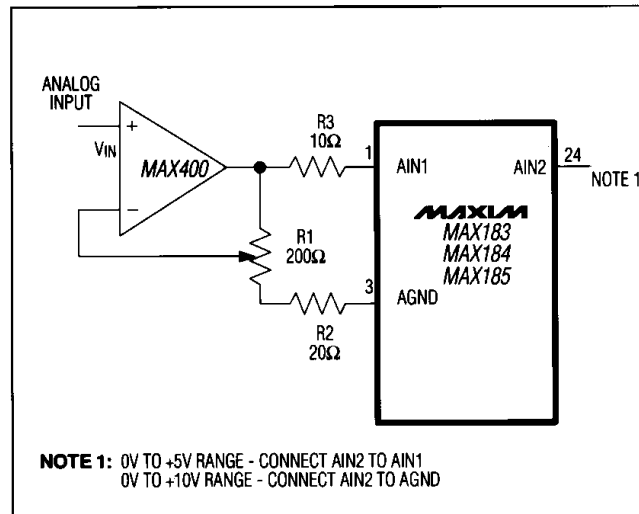 ANALOG
INPUT
+
VIN
MAX400
−
R3
10Ω
R1
200Ω
R2
20Ω
1
AIN1
AIN2
24
NOTE 1
MAXIM
MAX183
MAX184
MAX185
3
AGND
NOTE 1: 0V TO +5V RANGE - CONNECT AIN2 TO AIN1
0V TO +10V RANGE - CONNECT AIN2 TO AGND